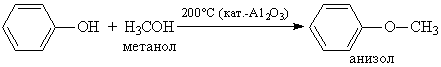 200°C (кат.-Al₂O₃)
OH + H₃COH
O—CH₃
метанол
анизол